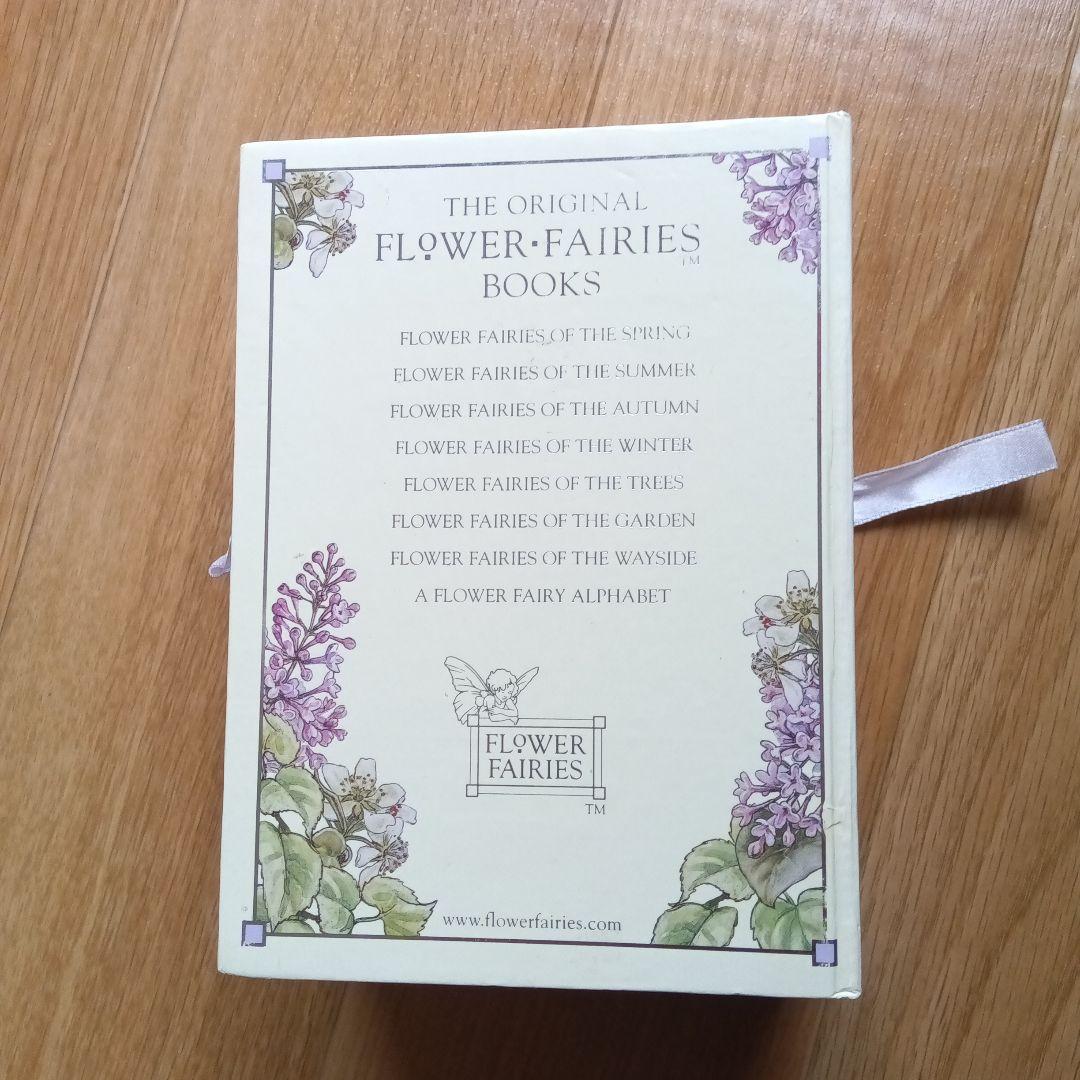 THE ORIGINAL
FLOWER·FAIRIES™
BOOKS
FLOWER FAIRIES OF THE SPRING
FLOWER FAIRIES OF THE SUMMER
FLOWER FAIRIES OF THE AUTUMN
FLOWER FAIRIES OF THE WINTER
FLOWER FAIRIES OF THE TREES
FLOWER FAIRIES OF THE GARDEN
FLOWER FAIRIES OF THE WAYSIDE
A FLOWER FAIRY ALPHABET
FLOWER
FAIRIES
™
www.flowerfairies.com